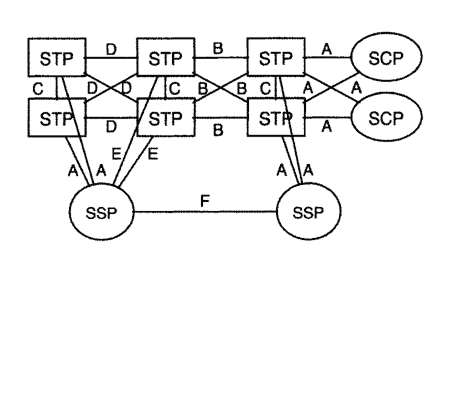 D B A
STP STP STP SCP
C D D C B B C A A
STP STP STP SCP
D B A
E E
A A A A
F
SSP SSP